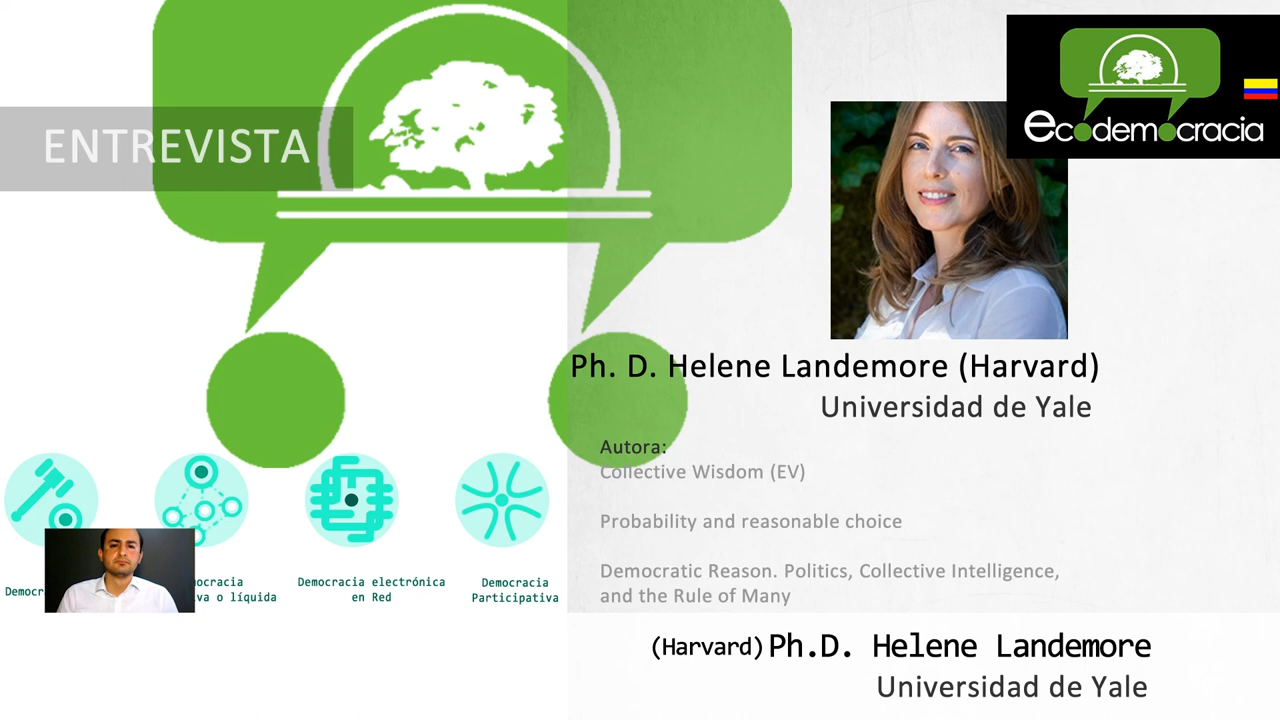 ENTREVISTA
ecodemocracia
Ph. D. Helene Landemore (Harvard)
Universidad de Yale
Autora:
Collective Wisdom (EV)
Probability and reasonable choice
Democratic Reason. Politics, Collective Intelligence,
and the Rule of Many
Democracia electrónica
en Red
Democracia
Participativa
o líquida
(Harvard) Ph.D. Helene Landemore
Universidad de Yale